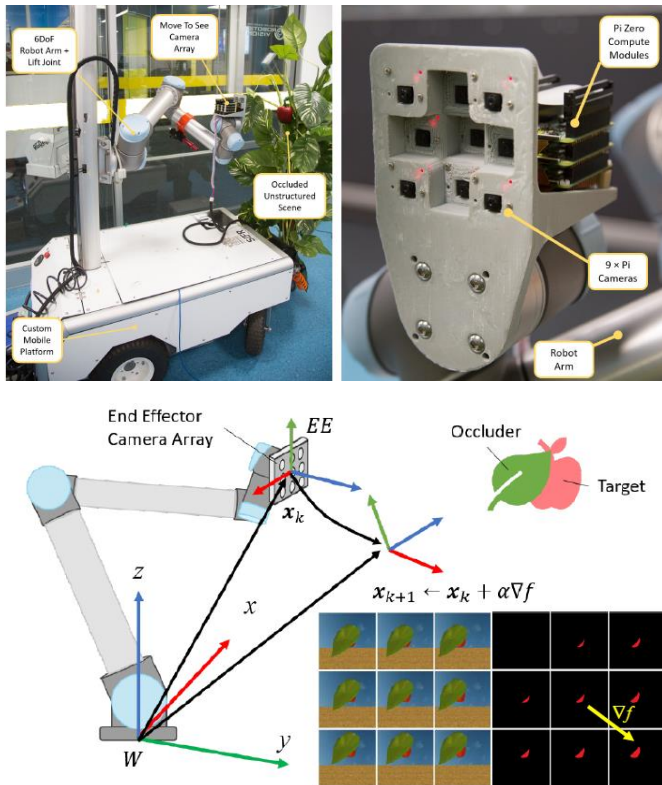 6DoF
Robot Arm +
Lift Joint
Move To See
Camera
Array
Occluded
Unstructured
Scene
Custom
Mobile
Platform
Pi Zero
Compute
Modules
9 × Pi
Cameras
Robot
Arm
End Effector
Camera Array
EE
Occluder
Target
x_k
x_{k+1} ← x_k + α∇f
z
x
y
W
∇f